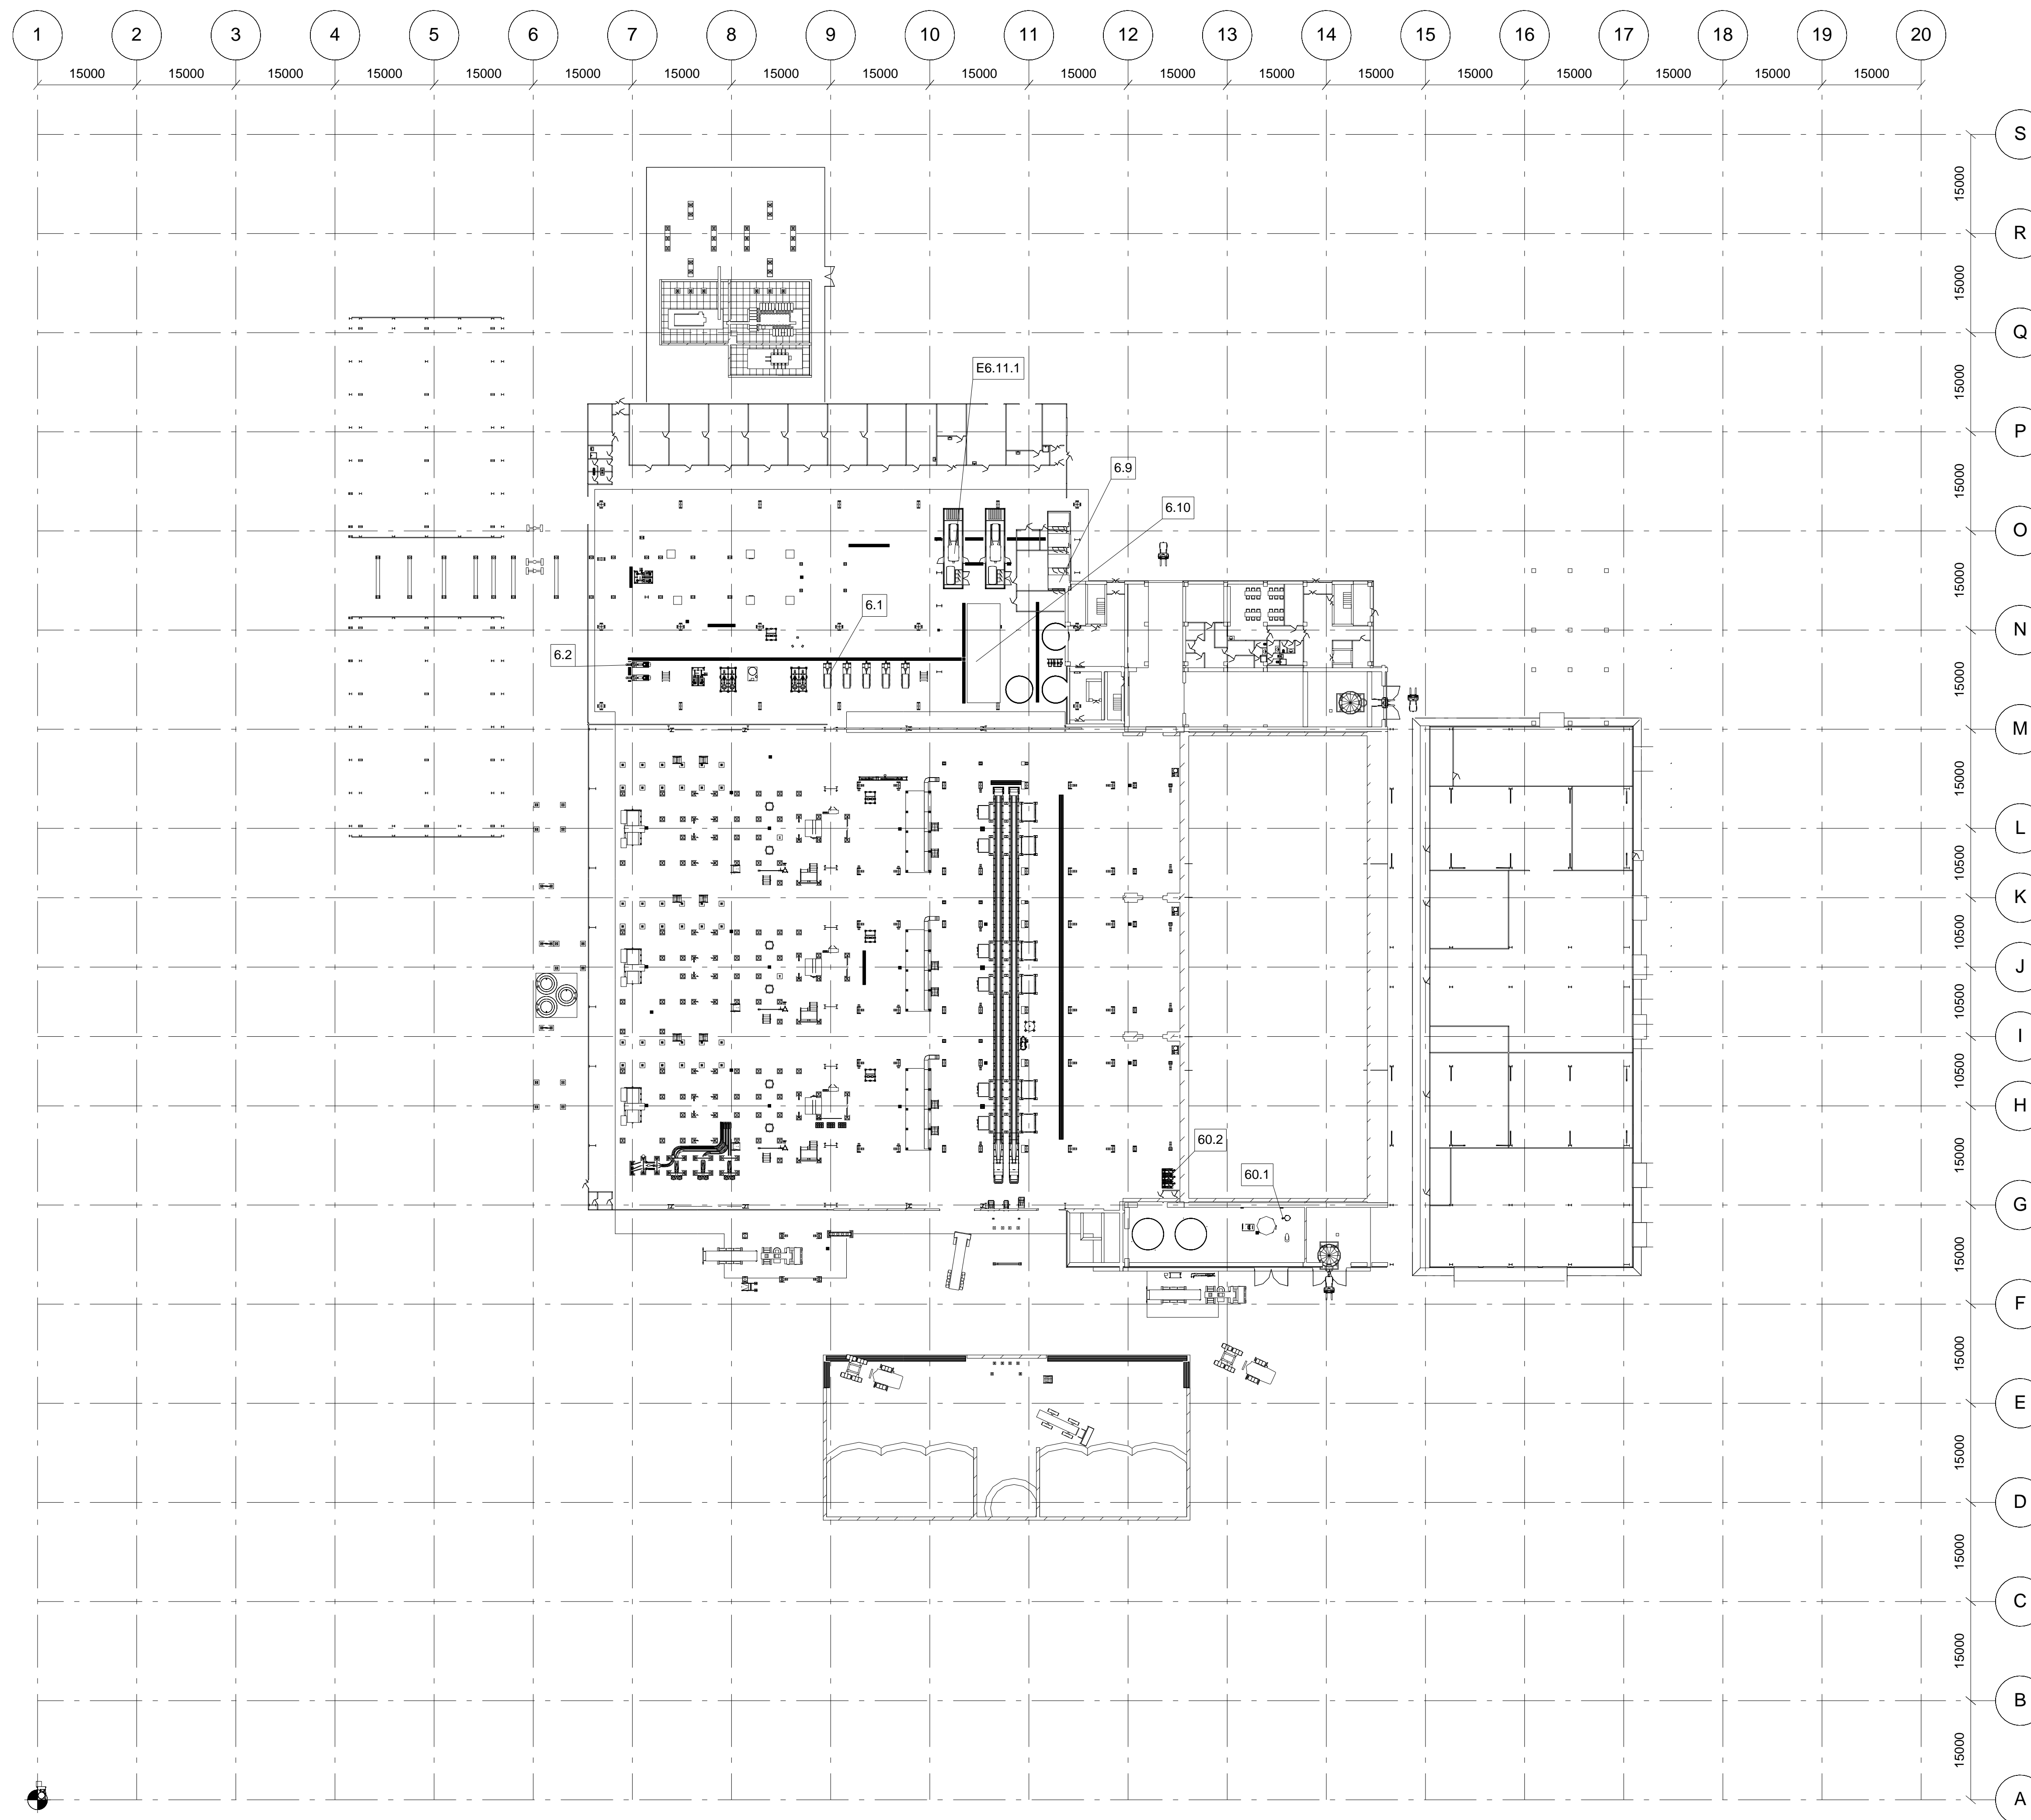 1 2 3 4 5 6 7 8 9 10 11 12 13 14 15 16 17 18 19 20
15000 15000 15000 15000 15000 15000 15000 15000 15000 15000 15000 15000 15000 15000 15000 15000 15000 15000 15000
S
15000
R
15000
Q
E6.11.1
15000
P
6.9
15000
6.10
O
15000
6.1
N
6.2
15000
M
15000
L
10500
K
10500
J
10500
I
10500
H
60.2
15000
60.1
G
15000
F
15000
E
15000
D
15000
C
15000
B
15000
A